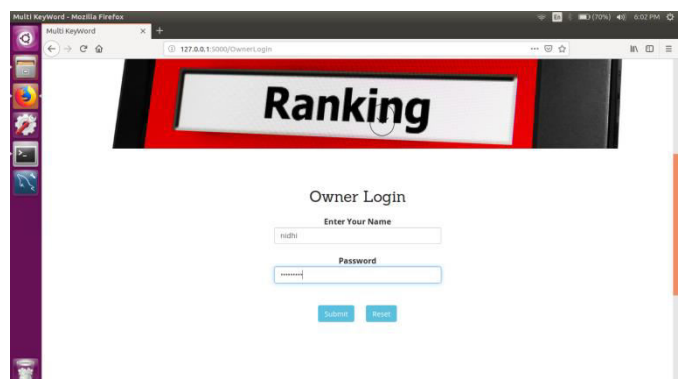 Multi KeyWord - Mozilla Firefox
En (70%) 6:02 PM
Multi KeyWord × +
127.0.0.1:5000/OwnerLogin
Ranking
Owner Login
Enter Your Name
nidhi
Password
Submit Reset